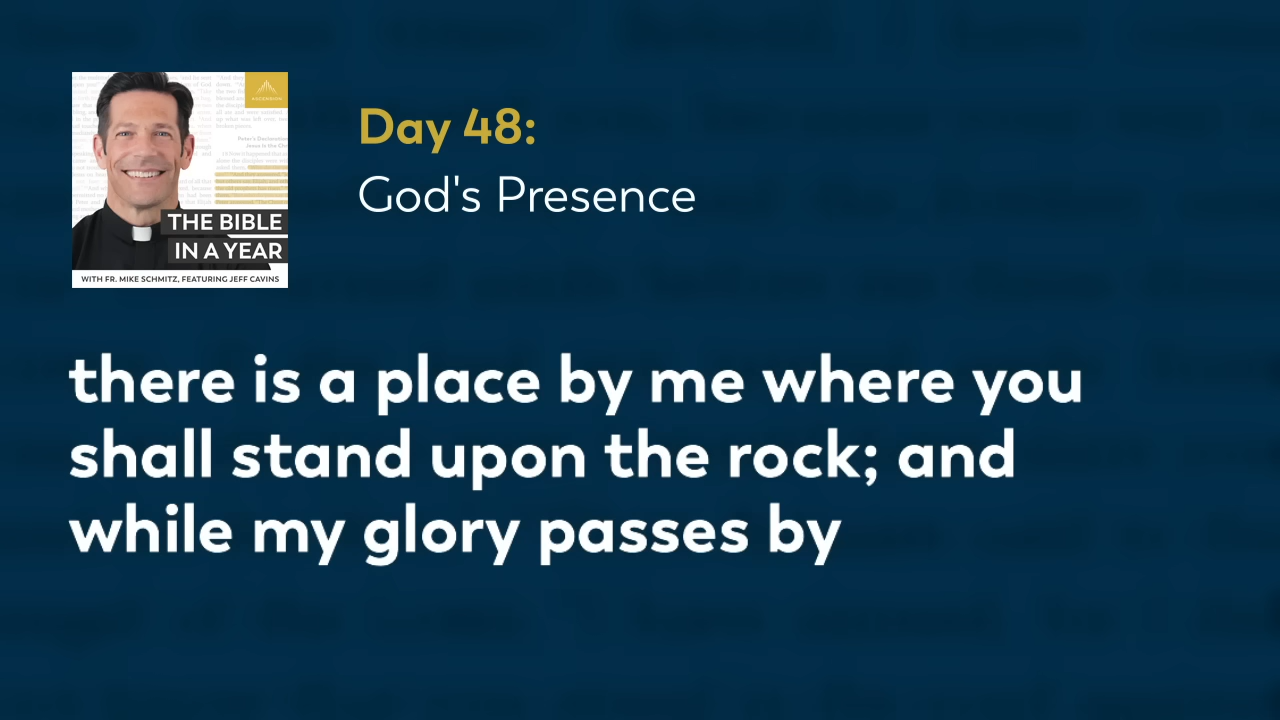 ASCENSION
THE BIBLE
IN A YEAR
WITH FR. MIKE SCHMITZ, FEATURING JEFF CAVINS
Day 48:
God's Presence
there is a place by me where you
shall stand upon the rock; and
while my glory passes by